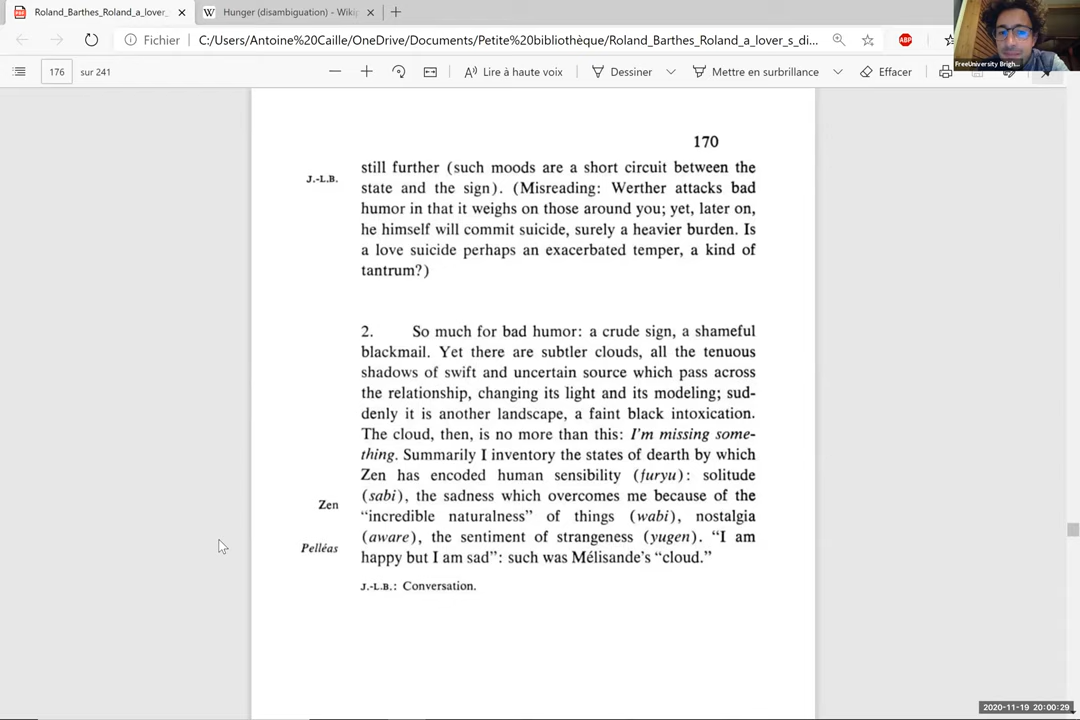 Roland_Barthes_Roland_a_lover_
Hunger (disambiguation) - Wikip
Fichier
C:/Users/Antoine%20Caille/OneDrive/Documents/Petite%20bibliothèque/Roland_Barthes_Roland_a_lover_s_di...
ABP
FreeUniversity Brigh...
176 sur 241
Lire à haute voix
Dessiner
Mettre en surbrillance
Effacer
170
still further (such moods are a short circuit between the
J.-L.B.
state and the sign). (Misreading: Werther attacks bad
humor in that it weighs on those around you; yet, later on,
he himself will commit suicide, surely a heavier burden. Is
a love suicide perhaps an exacerbated temper, a kind of
tantrum?)
2. So much for bad humor: a crude sign, a shameful
blackmail. Yet there are subtler clouds, all the tenuous
shadows of swift and uncertain source which pass across
the relationship, changing its light and its modeling; sud-
denly it is another landscape, a faint black intoxication.
The cloud, then, is no more than this: I'm missing some-
thing. Summarily I inventory the states of dearth by which
Zen has encoded human sensibility (furyu): solitude
(sabi), the sadness which overcomes me because of the
Zen
"incredible naturalness" of things (wabi), nostalgia
(aware), the sentiment of strangeness (yugen). "I am
Pelléas
happy but I am sad": such was Mélisande's "cloud."
J.-L.B.: Conversation.
2020-11-19 20:00:29